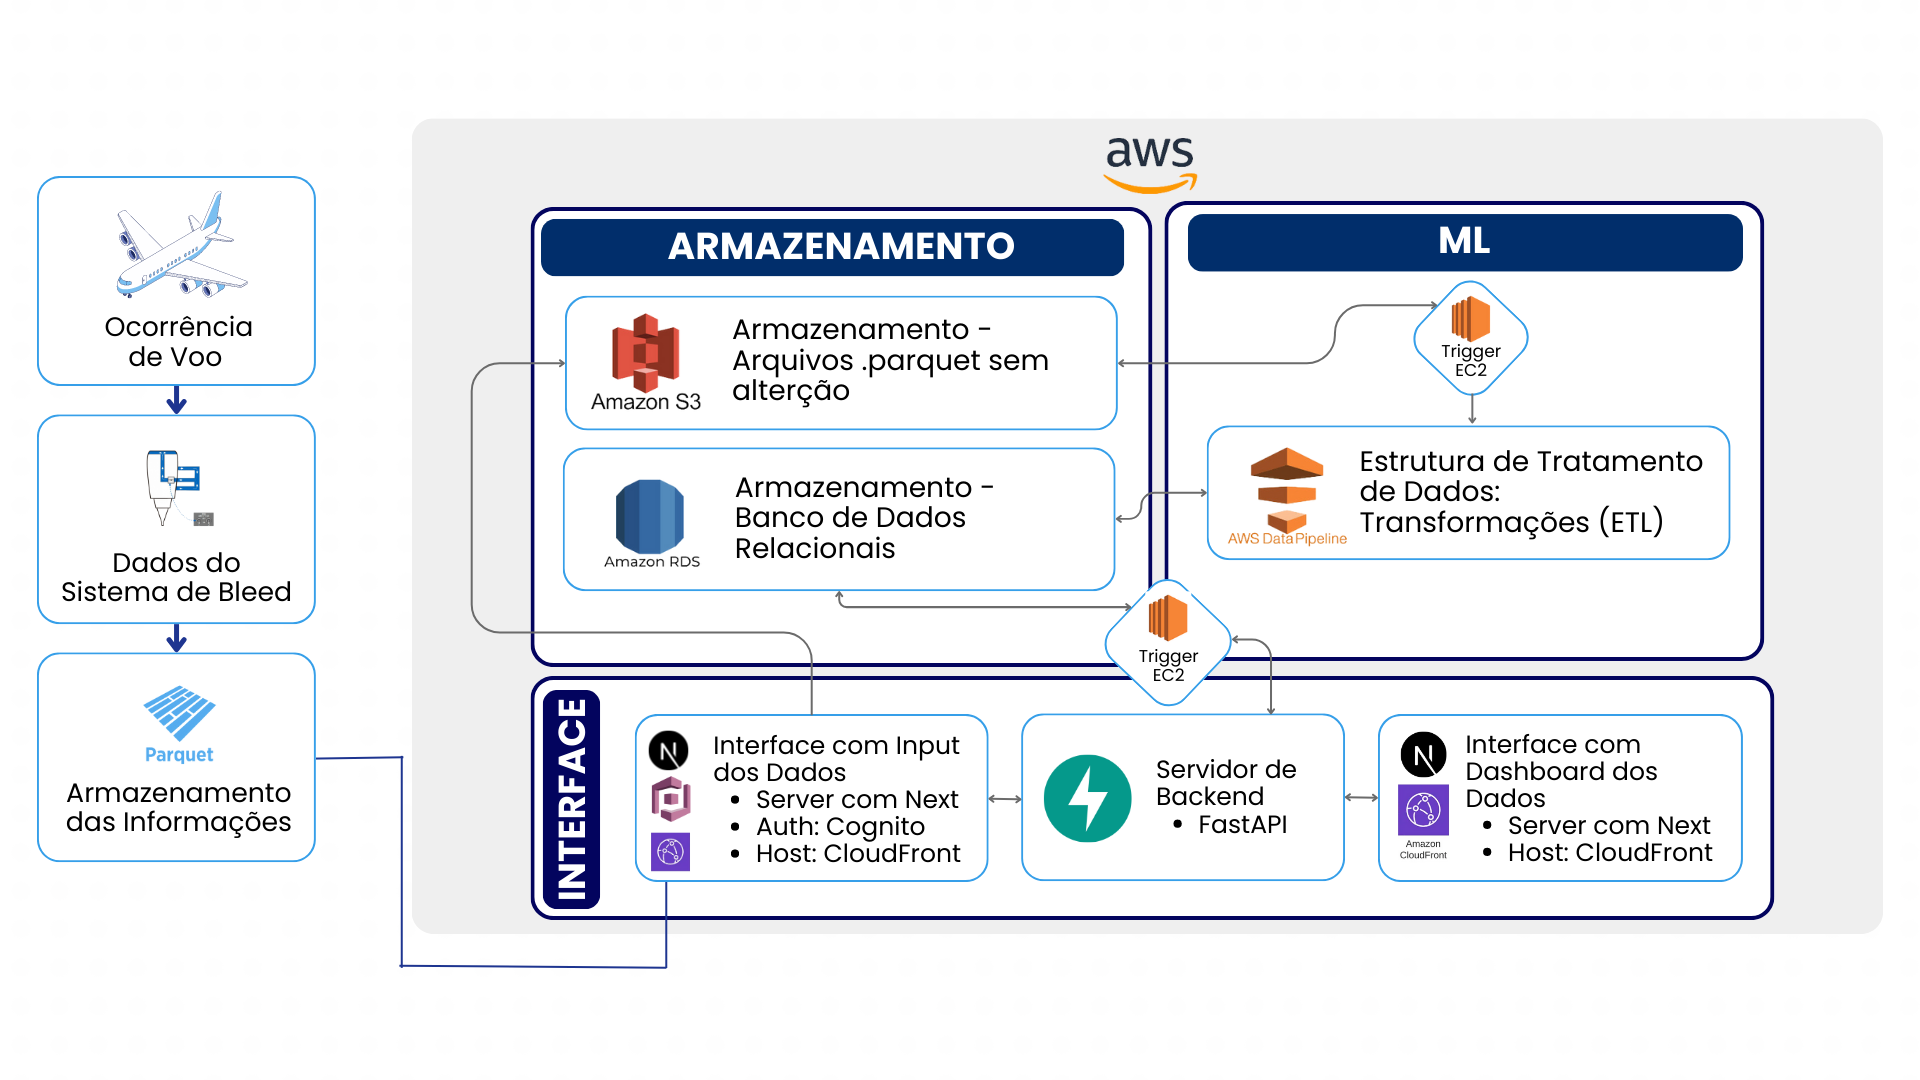 aws
Ocorrência
de Voo
Dados do
Sistema de Bleed
Parquet
Armazenamento
das Informações
ARMAZENAMENTO
Amazon S3
Armazenamento -
Arquivos .parquet sem
alterção
Amazon RDS
Armazenamento -
Banco de Dados
Relacionais
ML
Trigger
EC2
AWS DataPipeline
Estrutura de Tratamento
de Dados:
Transformações (ETL)
Trigger
EC2
INTERFACE
N
Interface com Input
dos Dados
• Server com Next
• Auth: Cognito
• Host: CloudFront
Servidor de
Backend
• FastAPI
N
Amazon
CloudFront
Interface com
Dashboard dos
Dados
• Server com Next
• Host: CloudFront